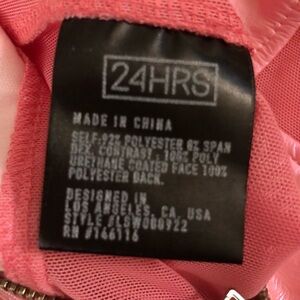 24HRS
MADE IN CHINA
SELF:92% POLYESTER 8% SPAN
DEX. CONTRAST: 100% POLY
URETHANE COATED FACE 100%
POLYESTER BACK.
DESIGNED IN
LOS ANGELES, CA, USA
STYLE #LSW000922
RN #146116